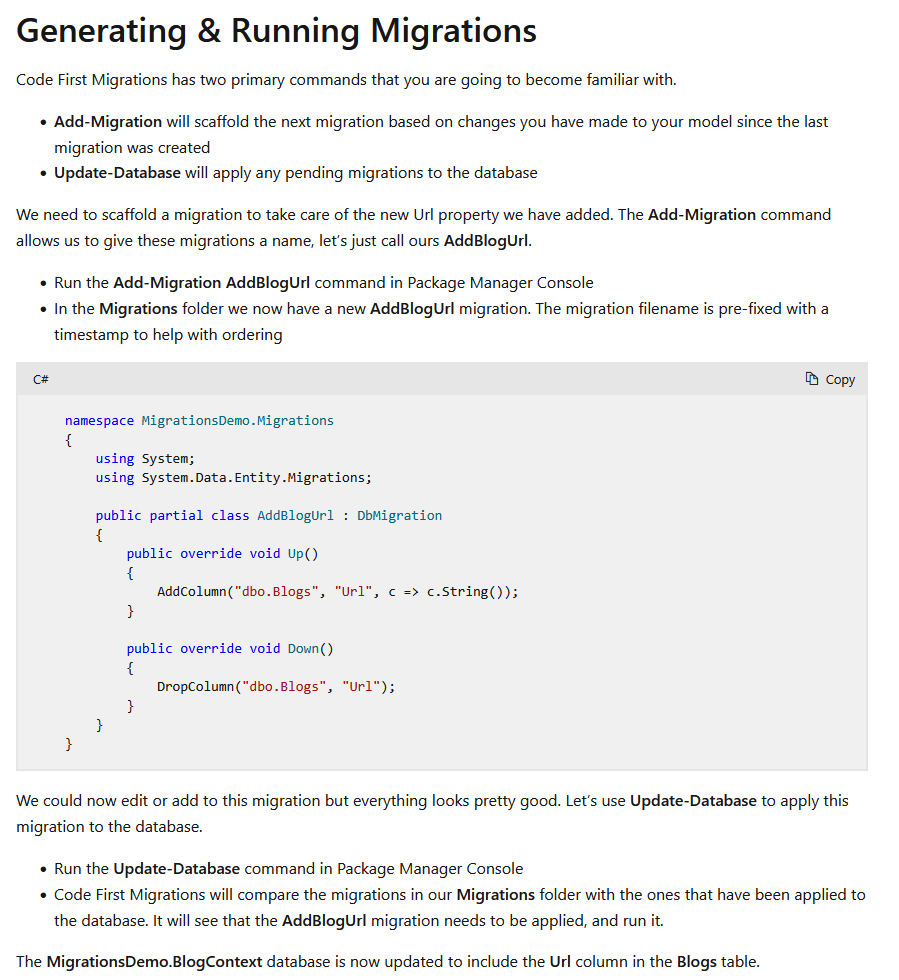 Generating & Running Migrations
Code First Migrations has two primary commands that you are going to become familiar with.
• Add-Migration will scaffold the next migration based on changes you have made to your model since the last
migration was created
• Update-Database will apply any pending migrations to the database
We need to scaffold a migration to take care of the new Url property we have added. The Add-Migration command
allows us to give these migrations a name, let’s just call ours AddBlogUrl.
• Run the Add-Migration AddBlogUrl command in Package Manager Console
• In the Migrations folder we now have a new AddBlogUrl migration. The migration filename is pre-fixed with a
timestamp to help with ordering
C# Copy
namespace MigrationsDemo.Migrations
{
    using System;
    using System.Data.Entity.Migrations;

    public partial class AddBlogUrl : DbMigration
    {
        public override void Up()
        {
            AddColumn("dbo.Blogs", "Url", c => c.String());
        }

        public override void Down()
        {
            DropColumn("dbo.Blogs", "Url");
        }
    }
}
We could now edit or add to this migration but everything looks pretty good. Let’s use Update-Database to apply this
migration to the database.
• Run the Update-Database command in Package Manager Console
• Code First Migrations will compare the migrations in our Migrations folder with the ones that have been applied to
the database. It will see that the AddBlogUrl migration needs to be applied, and run it.
The MigrationsDemo.BlogContext database is now updated to include the Url column in the Blogs table.